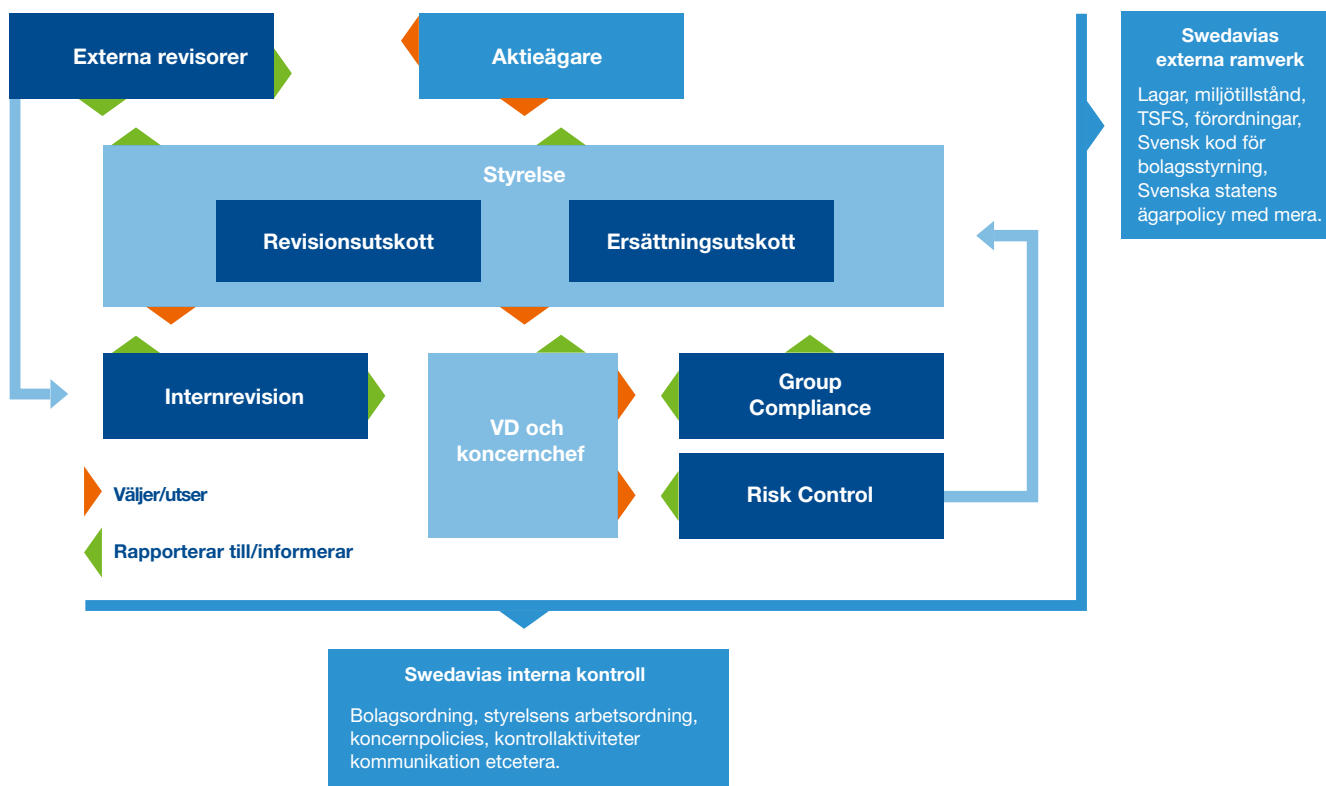 Externa revisorer
Aktieägare
Swedavias
externa ramverk
Lagar, miljötillstånd,
TSFS, förordningar,
Svensk kod för
bolagsstyrning,
Svenska statens
ägarpolicy med mera.
Styrelse
Revisionsutskott
Ersättningsutskott
Internrevision
VD och
koncernchef
Group
Compliance
Risk Control
Väljer/utser
Rapporterar till/informerar
Swedavias interna kontroll
Bolagsordning, styrelsens arbetsordning,
koncernpolicies, kontrollaktiviteter
kommunikation etcetera.